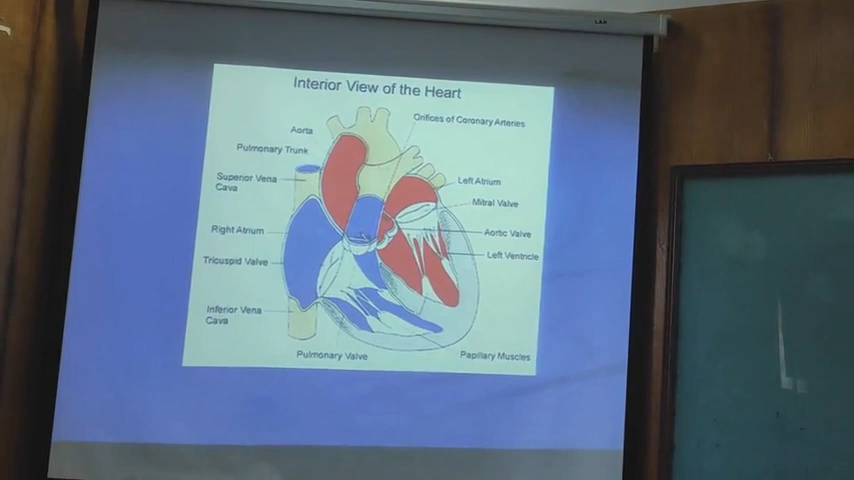 Interior View of the Heart
Orifices of Coronary Arteries
Aorta
Pulmonary Trunk
Superior Vena
Cava
Left Atrium
Mitral Valve
Right Atrium
Aortic Valve
Left Ventricle
Tricuspid Valve
Inferior Vena
Cava
Pulmonary Valve
Papillary Muscles